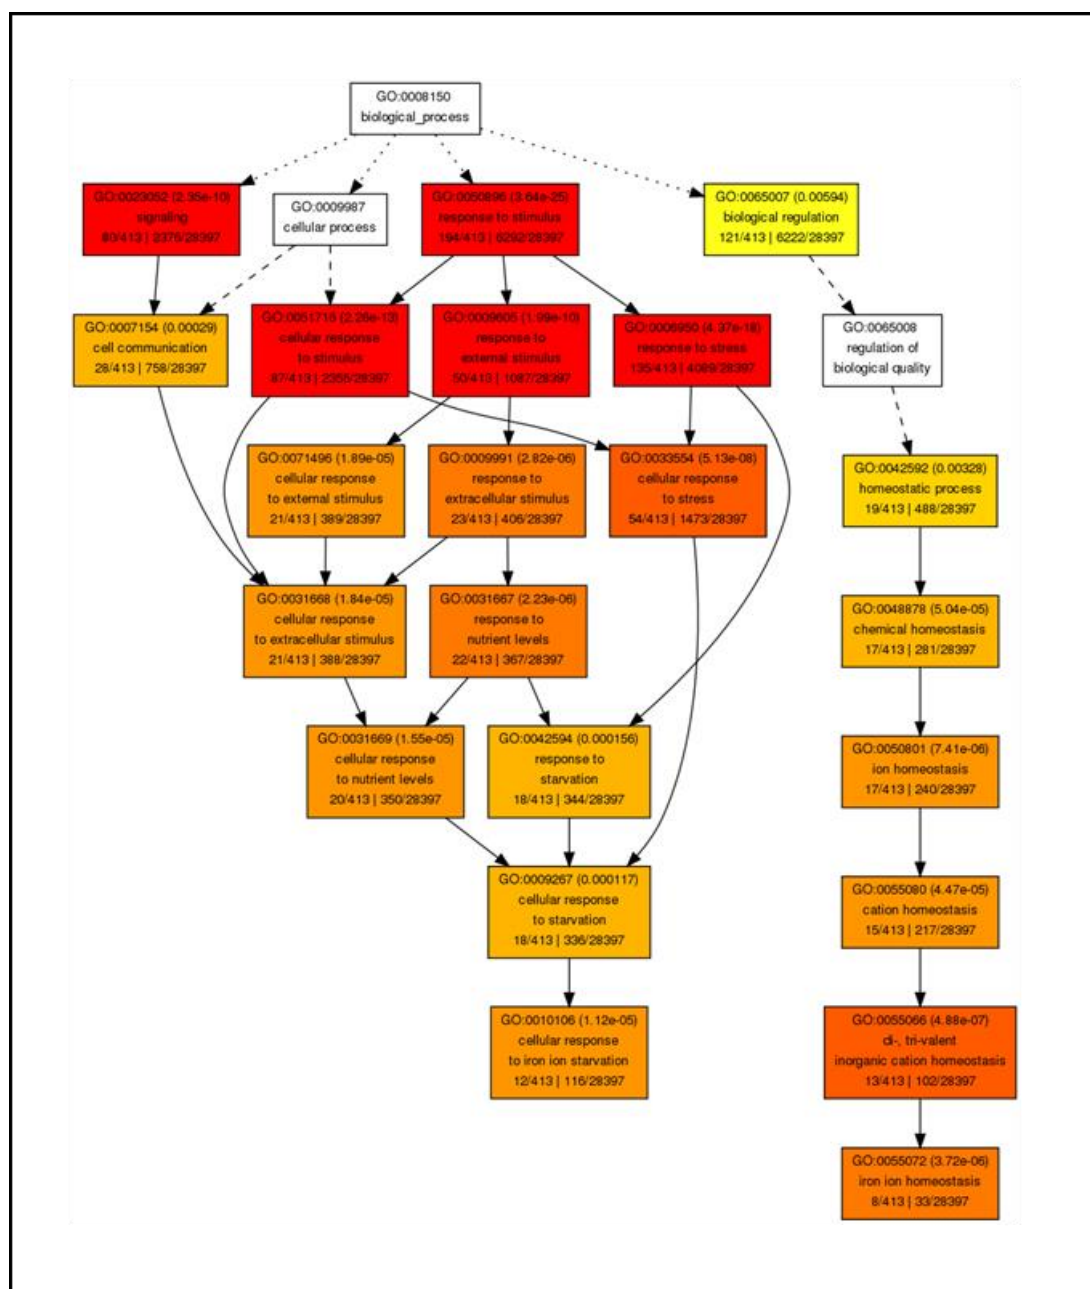 GO:0008150
biological_process
GO:0023052 (2.35e-10)
signaling
80/413 | 2376/28397
GO:0009987
cellular process
GO:0050896 (3.64e-25)
response to stimulus
194/413 | 6292/28397
GO:0065007 (0.00594)
biological regulation
121/413 | 6222/28397
GO:0007154 (0.00029)
cell communication
28/413 | 758/28397
GO:0051716 (2.26e-13)
cellular response
to stimulus
87/413 | 2355/28397
GO:0009605 (1.99e-10)
response to
external stimulus
50/413 | 1087/28397
GO:0006950 (4.37e-18)
response to stress
135/413 | 4089/28397
GO:0065008
regulation of
biological quality
GO:0071496 (1.89e-05)
cellular response
to external stimulus
21/413 | 389/28397
GO:0009991 (2.82e-06)
response to
extracellular stimulus
23/413 | 406/28397
GO:0033554 (5.13e-08)
cellular response
to stress
54/413 | 1473/28397
GO:0042592 (0.00328)
homeostatic process
19/413 | 488/28397
GO:0031668 (1.84e-05)
cellular response
to extracellular stimulus
21/413 | 388/28397
GO:0031667 (2.23e-06)
response to
nutrient levels
22/413 | 367/28397
GO:0048878 (5.04e-05)
chemical homeostasis
17/413 | 281/28397
GO:0031669 (1.55e-05)
cellular response
to nutrient levels
20/413 | 350/28397
GO:0042594 (0.000156)
response to
starvation
18/413 | 344/28397
GO:0050801 (7.41e-06)
ion homeostasis
17/413 | 240/28397
GO:0009267 (0.000117)
cellular response
to starvation
18/413 | 336/28397
GO:0055080 (4.47e-05)
cation homeostasis
15/413 | 217/28397
GO:0010106 (1.12e-05)
cellular response
to iron ion starvation
12/413 | 116/28397
GO:0055066 (4.88e-07)
di-, tri-valent
inorganic cation homeostasis
13/413 | 102/28397
GO:0055072 (3.72e-06)
iron ion homeostasis
8/413 | 33/28397